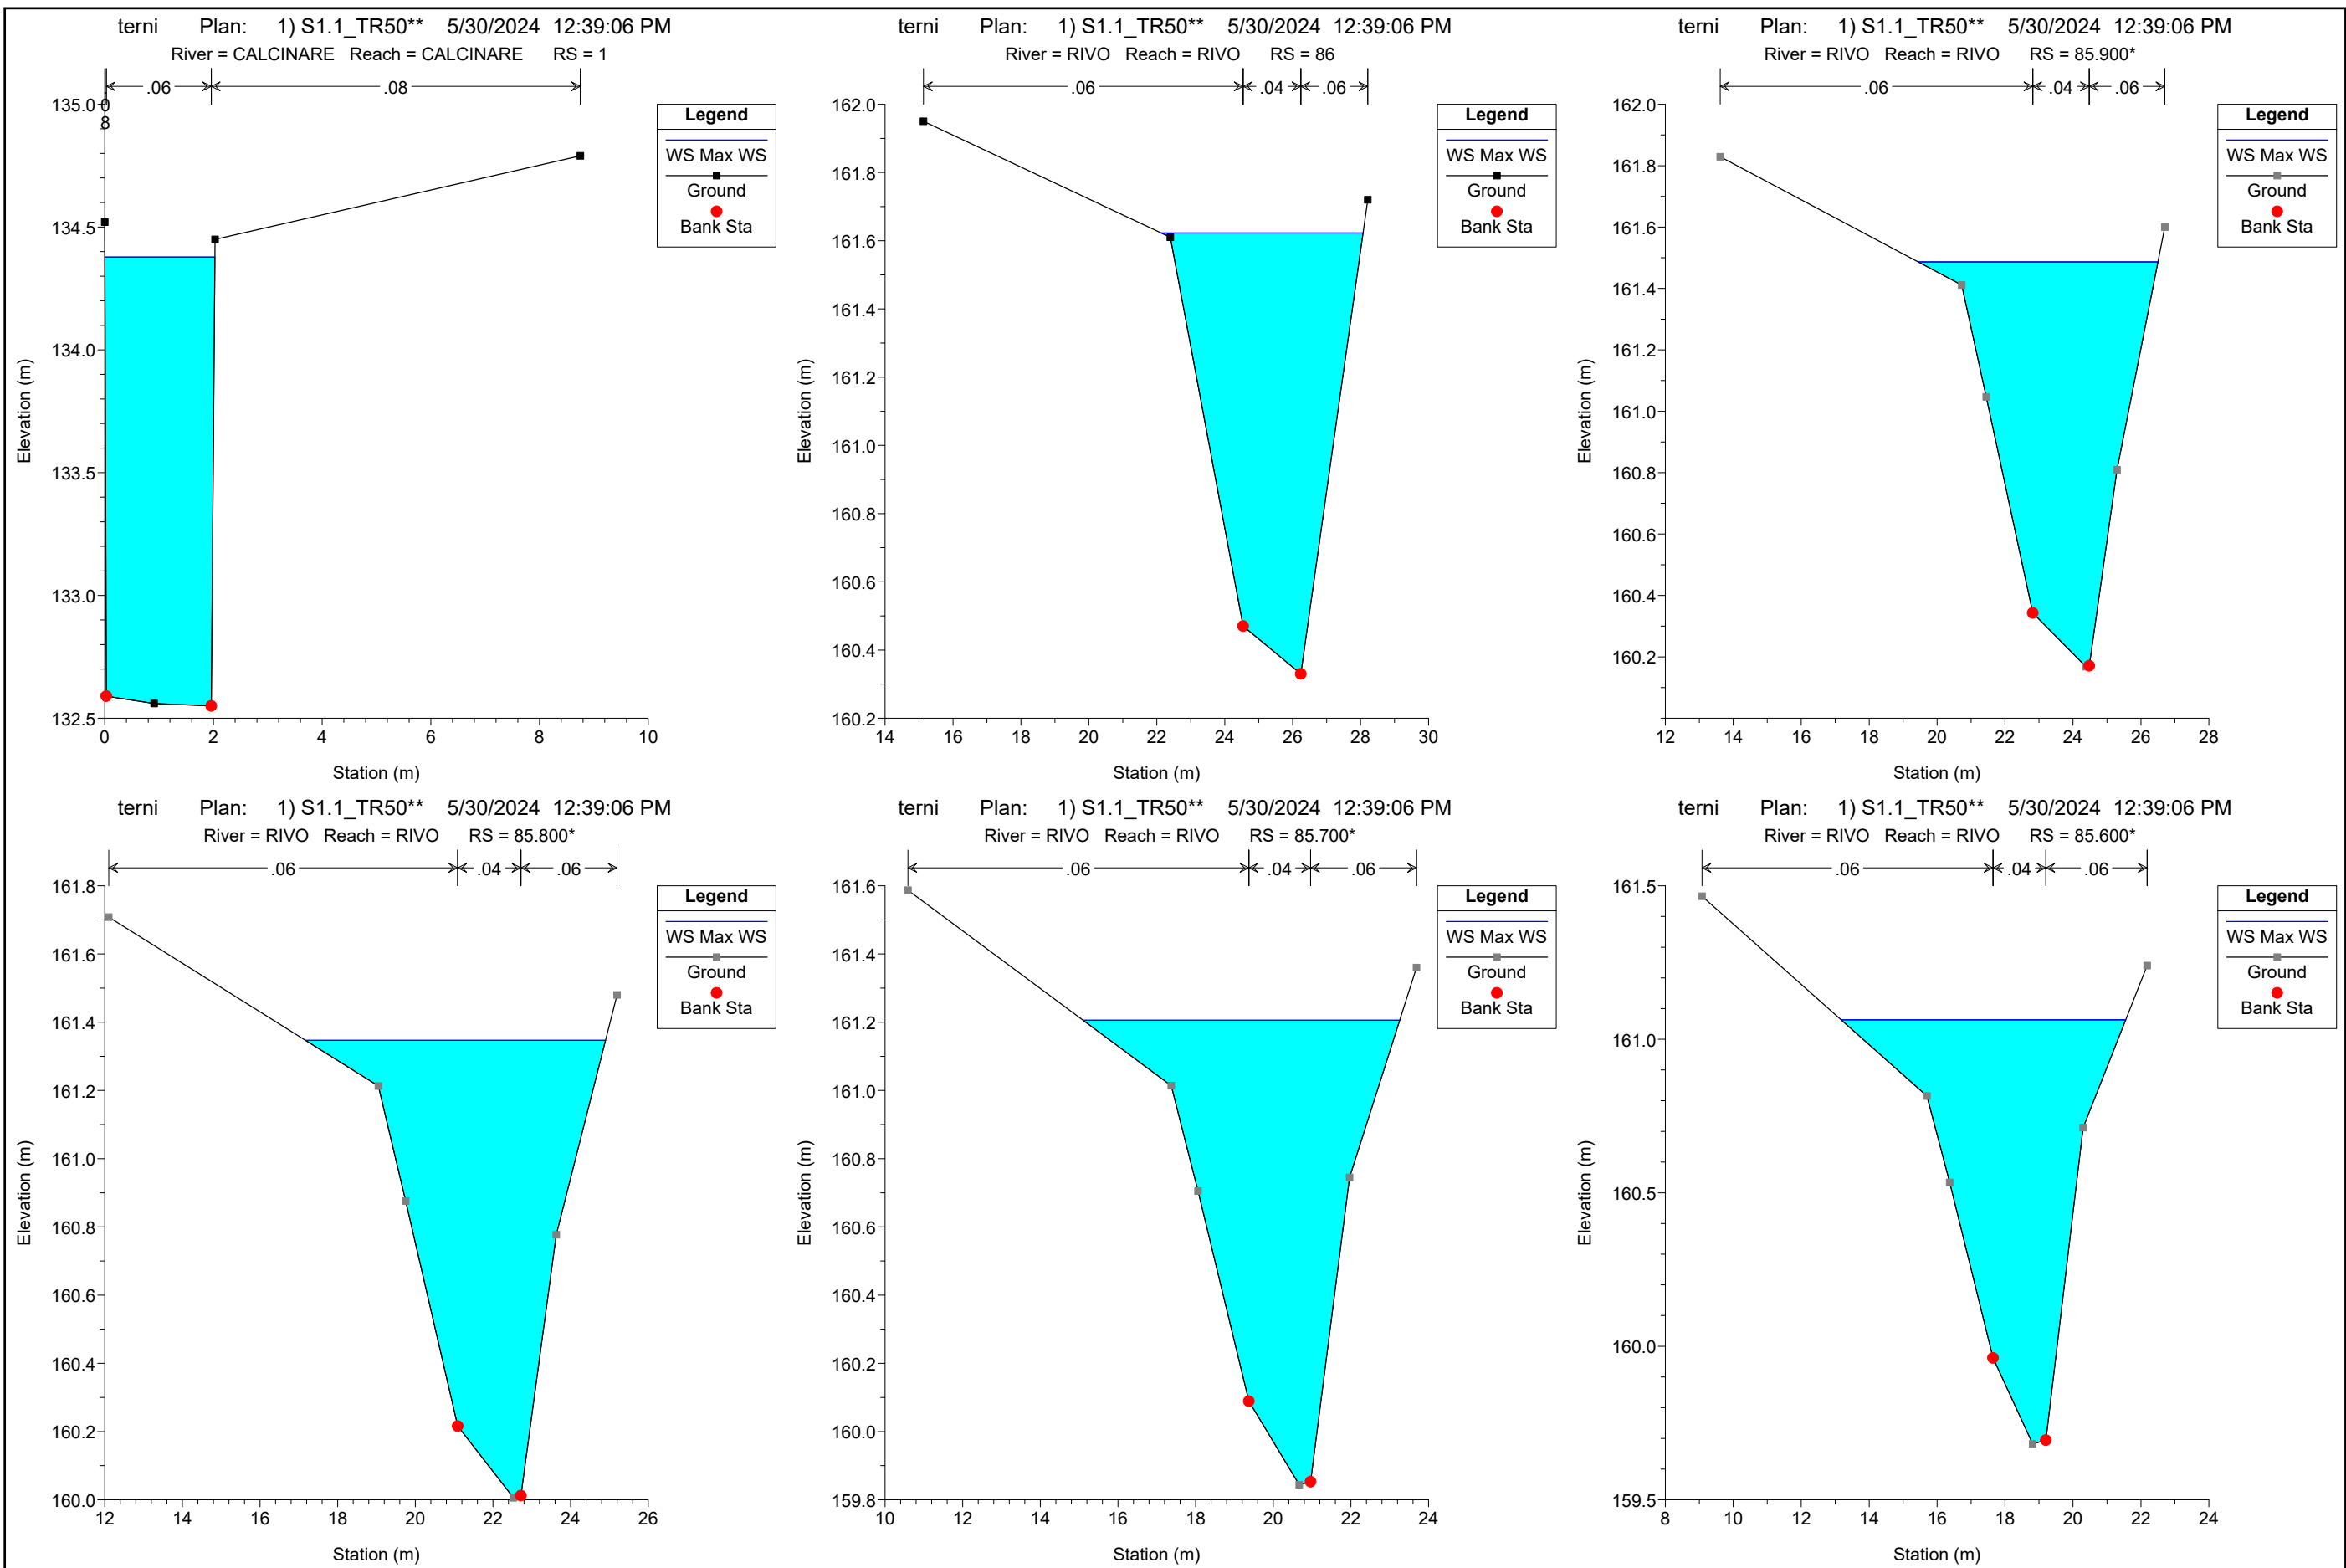 terni Plan: 1) S1.1_TR50** 5/30/2024 12:39:06 PM
River = CALCINARE Reach = CALCINARE RS = 1
.06 .08
0
8
135.0
134.5
134.0
133.5
133.0
132.5
Elevation (m)
0 2 4 6 8 10
Station (m)
Legend
WS Max WS
Ground
Bank Sta
terni Plan: 1) S1.1_TR50** 5/30/2024 12:39:06 PM
River = RIVO Reach = RIVO RS = 86
.06 .04 .06
162.0
161.8
161.6
161.4
161.2
161.0
160.8
160.6
160.4
160.2
Elevation (m)
14 16 18 20 22 24 26 28 30
Station (m)
Legend
WS Max WS
Ground
Bank Sta
terni Plan: 1) S1.1_TR50** 5/30/2024 12:39:06 PM
River = RIVO Reach = RIVO RS = 85.900*
.06 .04 .06
162.0
161.8
161.6
161.4
161.2
161.0
160.8
160.6
160.4
160.2
Elevation (m)
12 14 16 18 20 22 24 26 28
Station (m)
Legend
WS Max WS
Ground
Bank Sta
terni Plan: 1) S1.1_TR50** 5/30/2024 12:39:06 PM
River = RIVO Reach = RIVO RS = 85.800*
.06 .04 .06
161.8
161.6
161.4
161.2
161.0
160.8
160.6
160.4
160.2
160.0
Elevation (m)
12 14 16 18 20 22 24 26
Station (m)
Legend
WS Max WS
Ground
Bank Sta
terni Plan: 1) S1.1_TR50** 5/30/2024 12:39:06 PM
River = RIVO Reach = RIVO RS = 85.700*
.06 .04 .06
161.6
161.4
161.2
161.0
160.8
160.6
160.4
160.2
160.0
159.8
Elevation (m)
10 12 14 16 18 20 22 24
Station (m)
Legend
WS Max WS
Ground
Bank Sta
terni Plan: 1) S1.1_TR50** 5/30/2024 12:39:06 PM
River = RIVO Reach = RIVO RS = 85.600*
.06 .04 .06
161.5
161.0
160.5
160.0
159.5
Elevation (m)
8 10 12 14 16 18 20 22 24
Station (m)
Legend
WS Max WS
Ground
Bank Sta